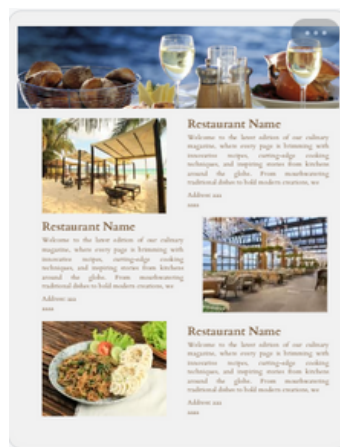 Restaurant Name
Welcome to the latest edition of our culinary
magazine, where every page is brimming with
innovative recipes, cutting-edge cooking
techniques, and inspiring stories from kitchens
around the globe. From mouthwatering
traditional dishes to bold modern creations, we
Address: aaa
Restaurant Name
Welcome to the latest edition of our culinary
magazine, where every page is brimming with
innovative recipes, cutting-edge cooking
techniques, and inspiring stories from kitchens
around the globe. From mouthwatering
traditional dishes to bold modern creations, we
Address: aaa
Restaurant Name
Welcome to the latest edition of our culinary
magazine, where every page is brimming with
innovative recipes, cutting-edge cooking
techniques, and inspiring stories from kitchens
around the globe. From mouthwatering
traditional dishes to bold modern creations, we
Address: aaa